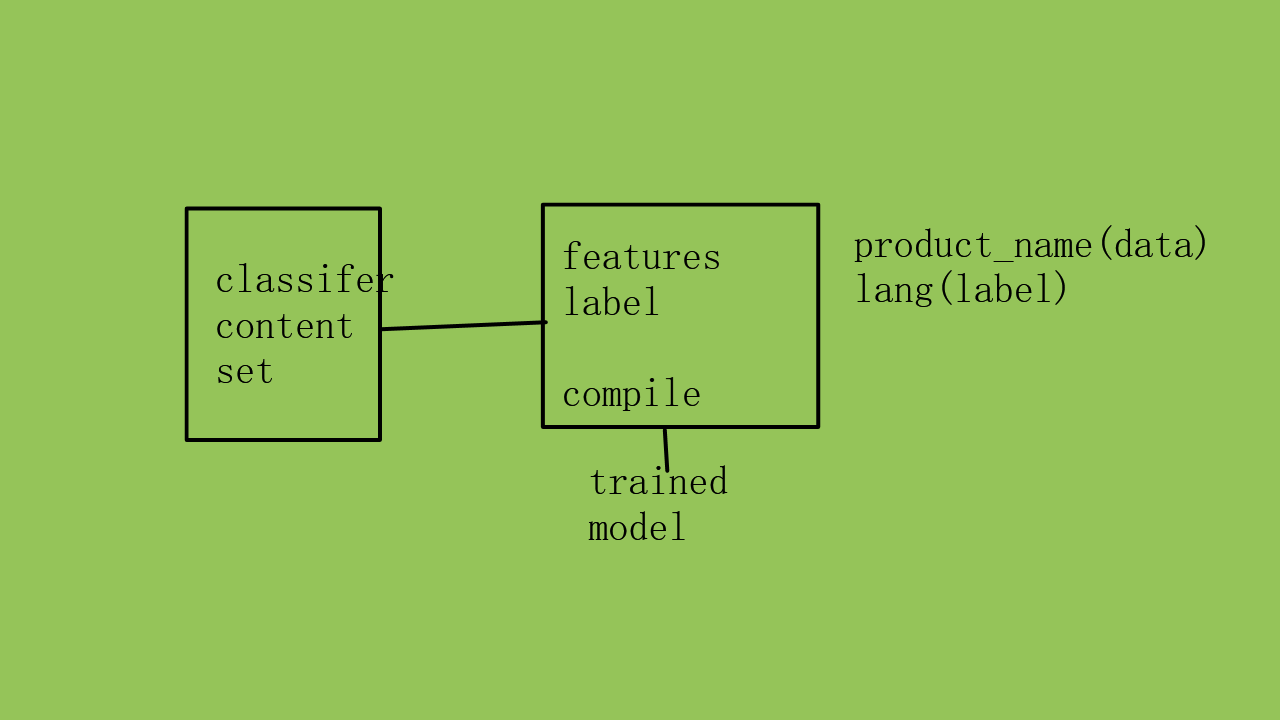 classifer
content
set
features
label
compile
product_name(data)
lang(label)
trained
model